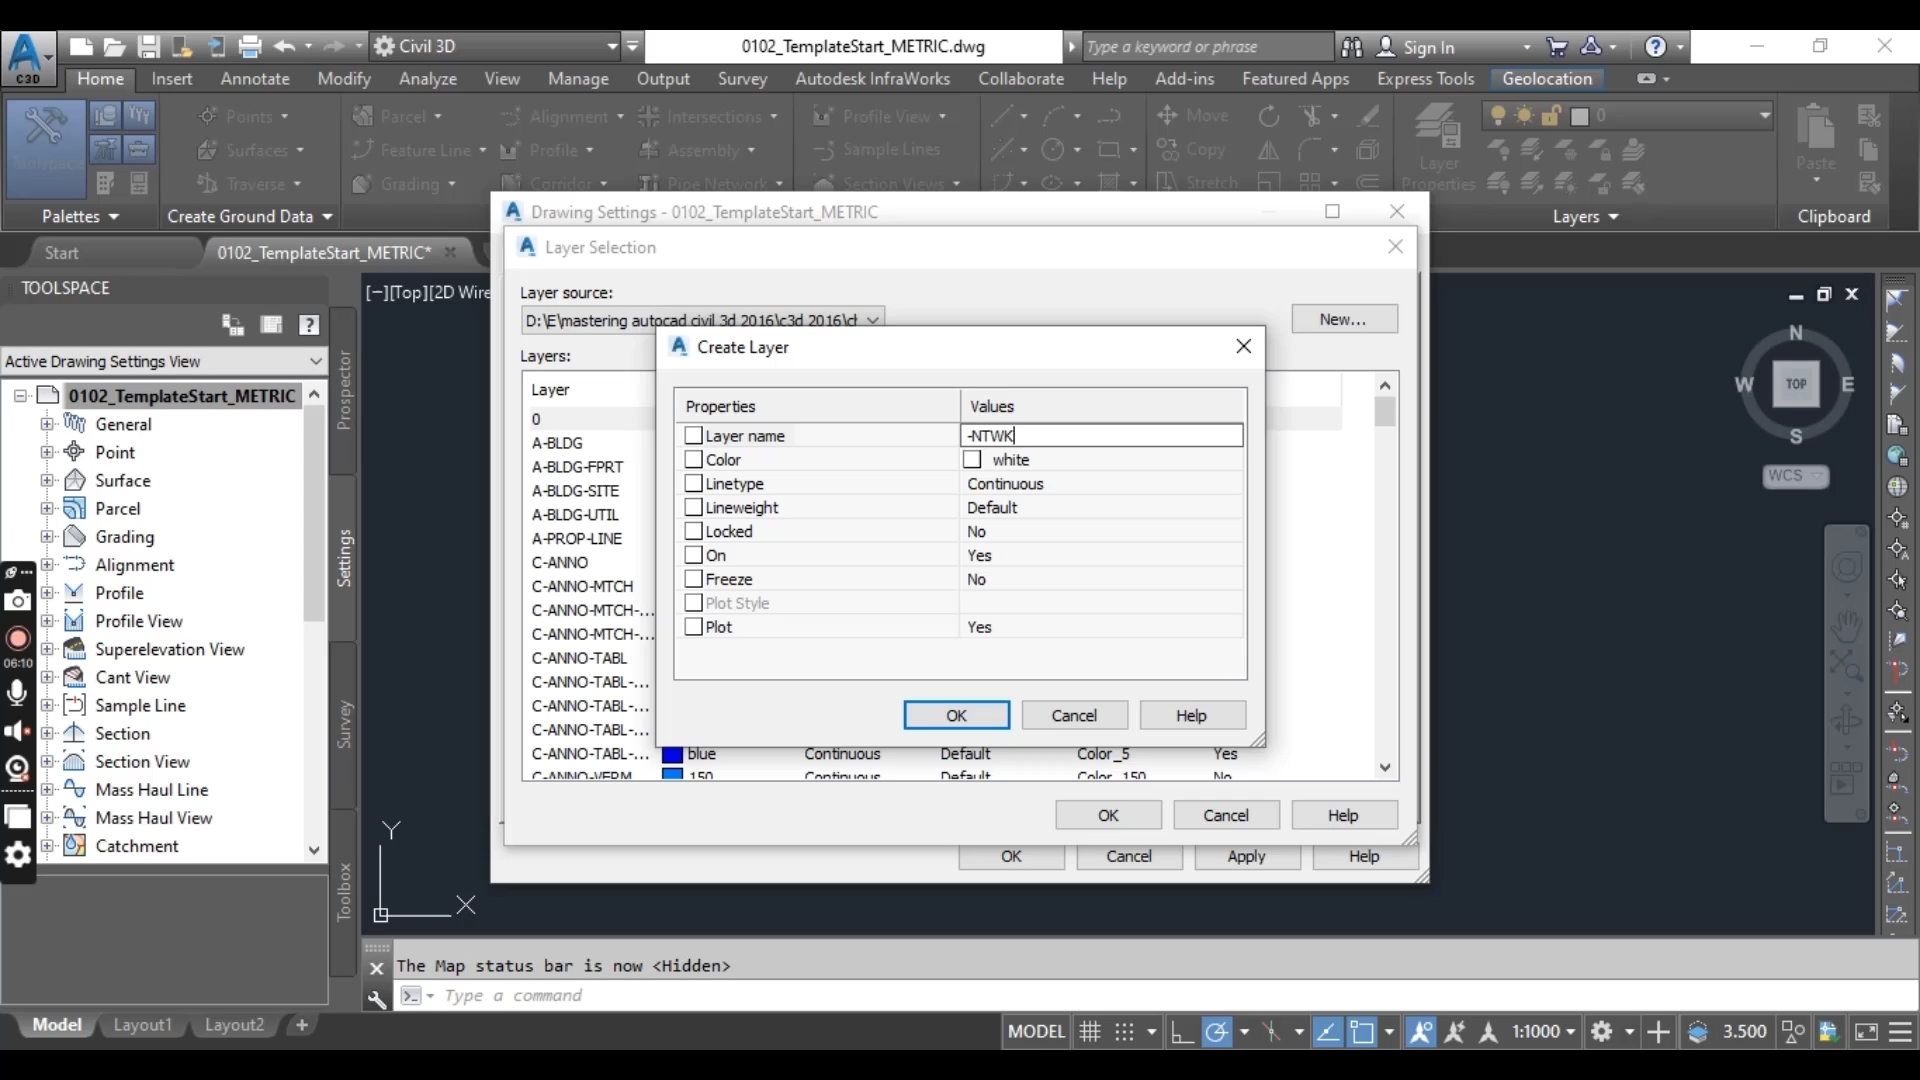 Civil 3D
0102_TemplateStart_METRIC.dwg
Type a keyword or phrase
Sign In
C3D
Home
Insert
Annotate
Modify
Analyze
View
Manage
Output
Survey
Autodesk InfraWorks
Collaborate
Help
Add-ins
Featured Apps
Express Tools
Geolocation
Points
Parcel
Alignment
Intersections
Profile View
Move
0
Surfaces
Feature Line
Profile
Assembly
Sample Lines
Copy
Layer
Properties
Paste
Traverse
Grading
Corridor
Pipe Network
Section Views
Stretch
Palettes
Create Ground Data
Layers
Clipboard
Start
0102_TemplateStart_METRIC*
TOOLSPACE
Active Drawing Settings View
0102_TemplateStart_METRIC
General
Point
Surface
Parcel
Grading
Alignment
Profile
Profile View
Superelevation View
Cant View
Sample Line
Section
Section View
Mass Haul Line
Mass Haul View
Catchment
Prospector
Settings
Survey
Toolbox
06:10
[−][Top][2D Wire
Drawing Settings - 0102_TemplateStart_METRIC
Layer Selection
Layer source:
D:\E\mastering autocad civil 3d 2016\c3d 2016\ch
New...
Layers:
Layer
0
A-BLDG
A-BLDG-FPRT
A-BLDG-SITE
A-BLDG-UTIL
A-PROP-LINE
C-ANNO
C-ANNO-MTCH
C-ANNO-MTCH-...
C-ANNO-MTCH-...
C-ANNO-TABL
C-ANNO-TABL-...
C-ANNO-TABL-...
C-ANNO-TABL-...
C-ANNO-TABL-... blue Continuous Default Color_5 Yes
C-ANNO-VERM 150 Continuous Default Color_150 No
Create Layer
Properties Values
Layer name -NTWK
Color white
Linetype Continuous
Lineweight Default
Locked No
On Yes
Freeze No
Plot Style
Plot Yes
OK Cancel Help
OK Cancel Help
OK Cancel Apply Help
N
W TOP E
S
WCS
Y
X
The Map status bar is now <Hidden>
Type a command
Model
Layout1
Layout2
MODEL
1:1000
3.500